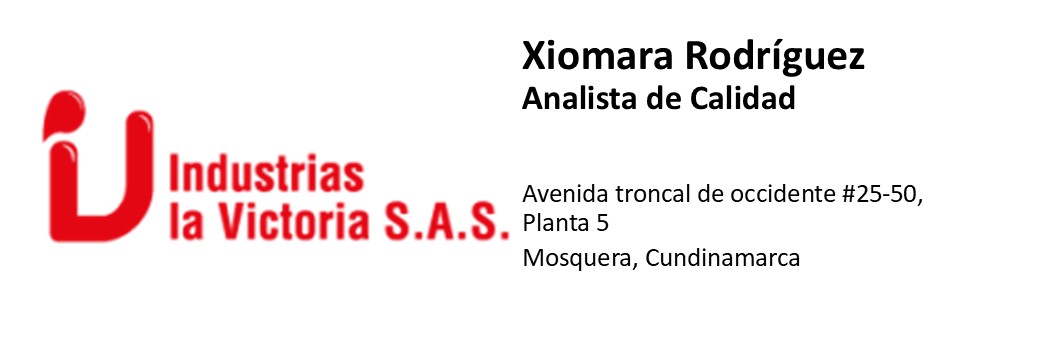 Industrias
la Victoria S.A.S.
Xiomara Rodríguez
Analista de Calidad
Avenida troncal de occidente #25-50,
Planta 5
Mosquera, Cundinamarca